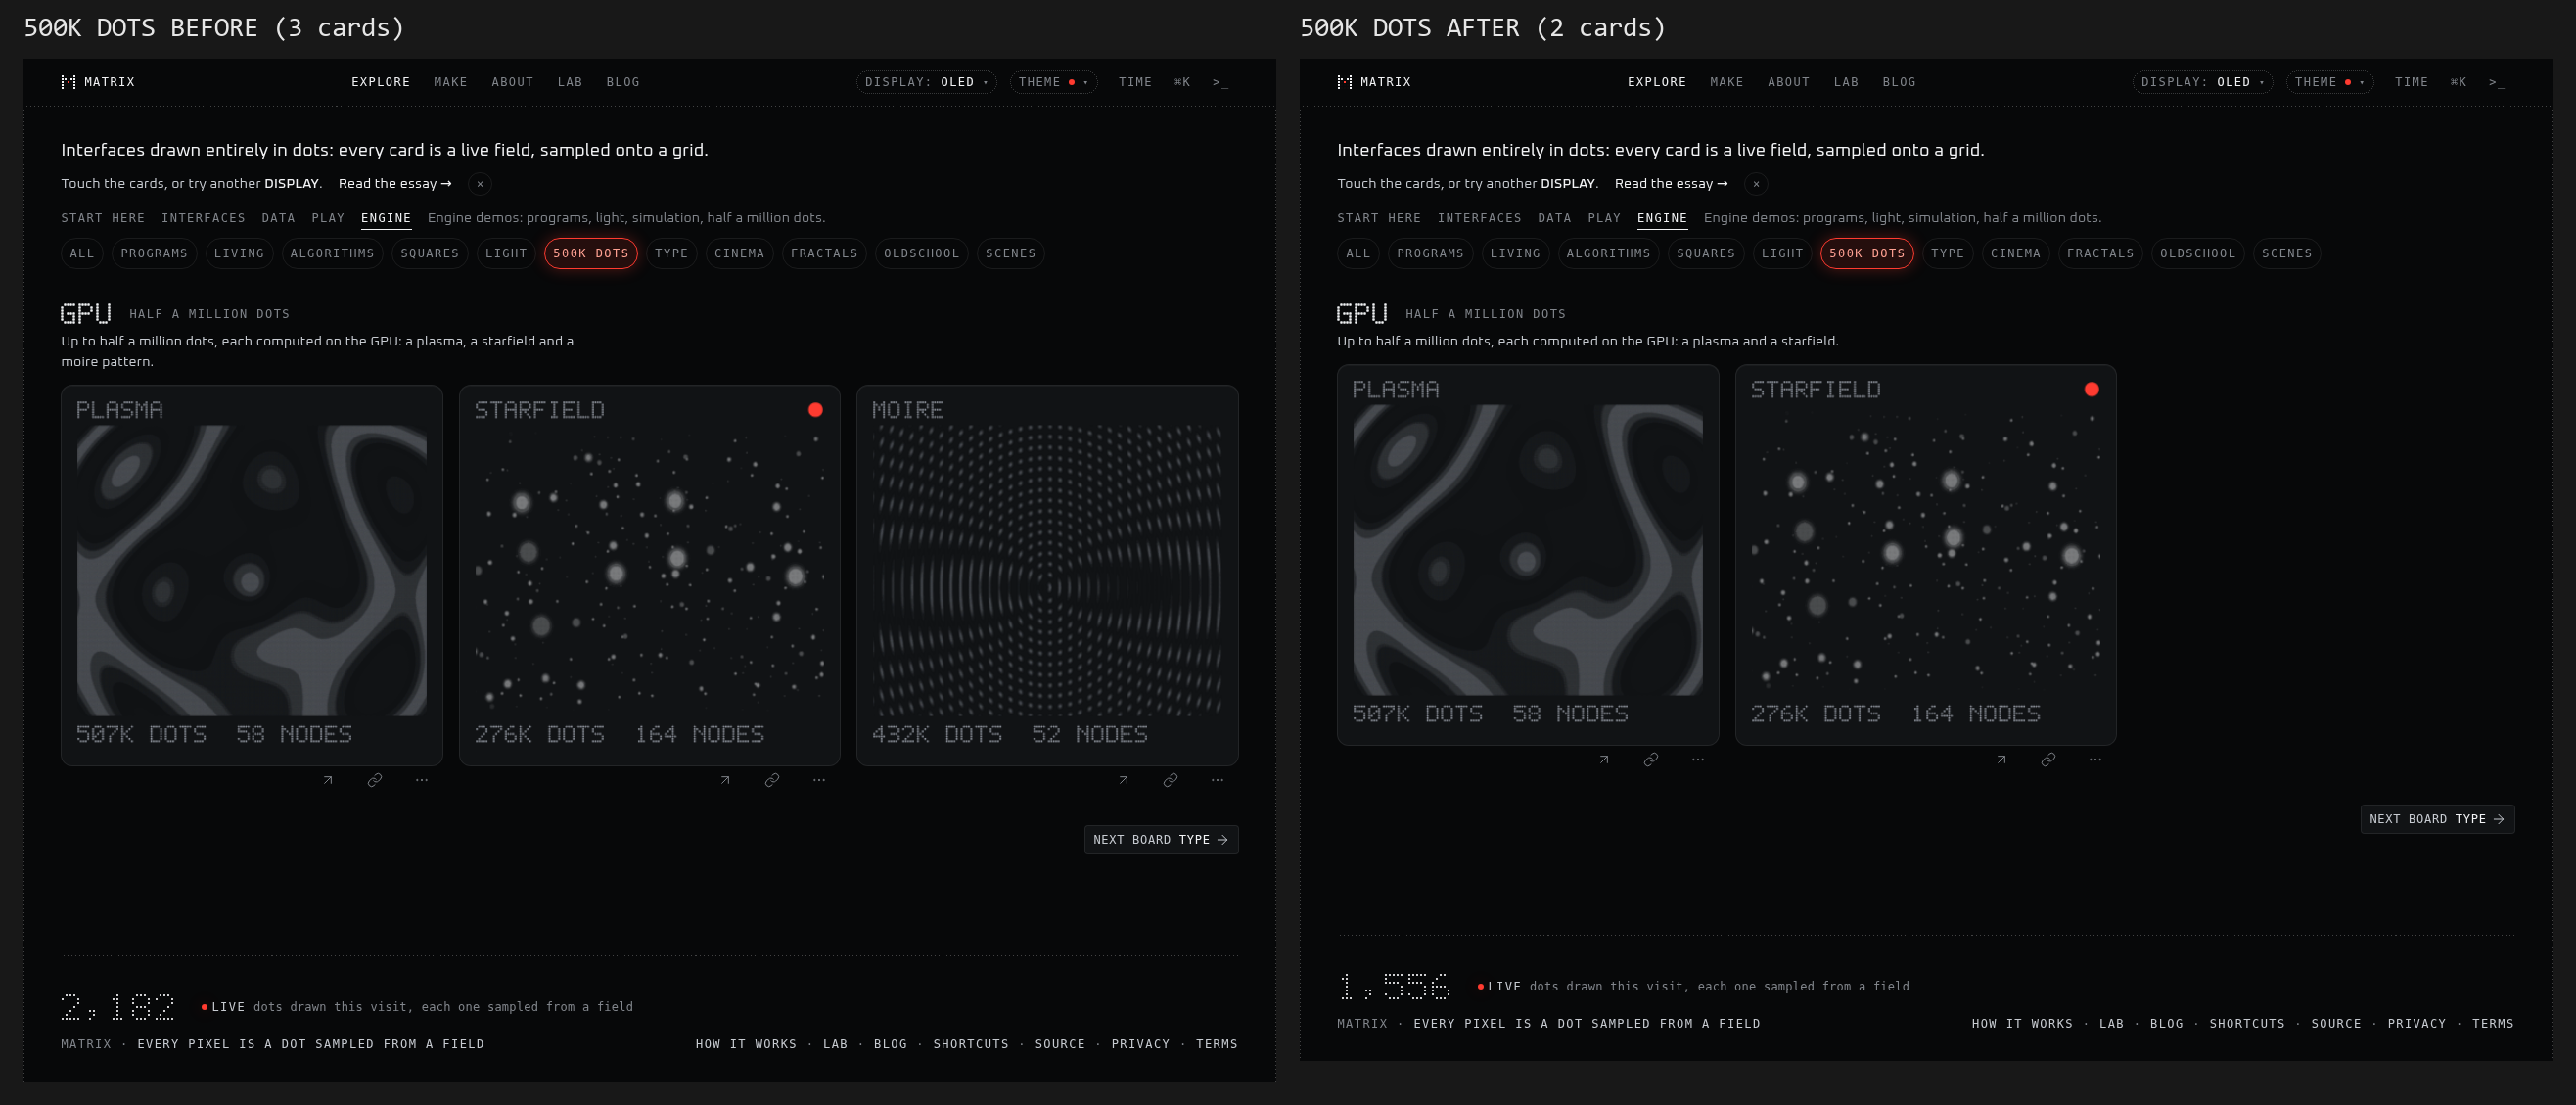 500K DOTS BEFORE (3 cards)
MATRIX EXPLORE MAKE ABOUT LAB BLOG DISPLAY: OLED THEME TIME ⌘K >_
Interfaces drawn entirely in dots: every card is a live field, sampled onto a grid.
Touch the cards, or try another DISPLAY. Read the essay → ×
START HERE INTERFACES DATA PLAY ENGINE Engine demos: programs, light, simulation, half a million dots.
ALL PROGRAMS LIVING ALGORITHMS SQUARES LIGHT 500K DOTS TYPE CINEMA FRACTALS OLDSCHOOL SCENES
GPU HALF A MILLION DOTS
Up to half a million dots, each computed on the GPU: a plasma, a starfield and a
moire pattern.
PLASMA STARFIELD MOIRE
507K DOTS 58 NODES 276K DOTS 164 NODES 432K DOTS 52 NODES
NEXT BOARD TYPE →
2,182 LIVE dots drawn this visit, each one sampled from a field
MATRIX · EVERY PIXEL IS A DOT SAMPLED FROM A FIELD HOW IT WORKS · LAB · BLOG · SHORTCUTS · SOURCE · PRIVACY · TERMS
500K DOTS AFTER (2 cards)
MATRIX EXPLORE MAKE ABOUT LAB BLOG DISPLAY: OLED THEME TIME ⌘K >_
Interfaces drawn entirely in dots: every card is a live field, sampled onto a grid.
Touch the cards, or try another DISPLAY. Read the essay → ×
START HERE INTERFACES DATA PLAY ENGINE Engine demos: programs, light, simulation, half a million dots.
ALL PROGRAMS LIVING ALGORITHMS SQUARES LIGHT 500K DOTS TYPE CINEMA FRACTALS OLDSCHOOL SCENES
GPU HALF A MILLION DOTS
Up to half a million dots, each computed on the GPU: a plasma and a starfield.
PLASMA STARFIELD
507K DOTS 58 NODES 276K DOTS 164 NODES
NEXT BOARD TYPE →
1,556 LIVE dots drawn this visit, each one sampled from a field
MATRIX · EVERY PIXEL IS A DOT SAMPLED FROM A FIELD HOW IT WORKS · LAB · BLOG · SHORTCUTS · SOURCE · PRIVACY · TERMS